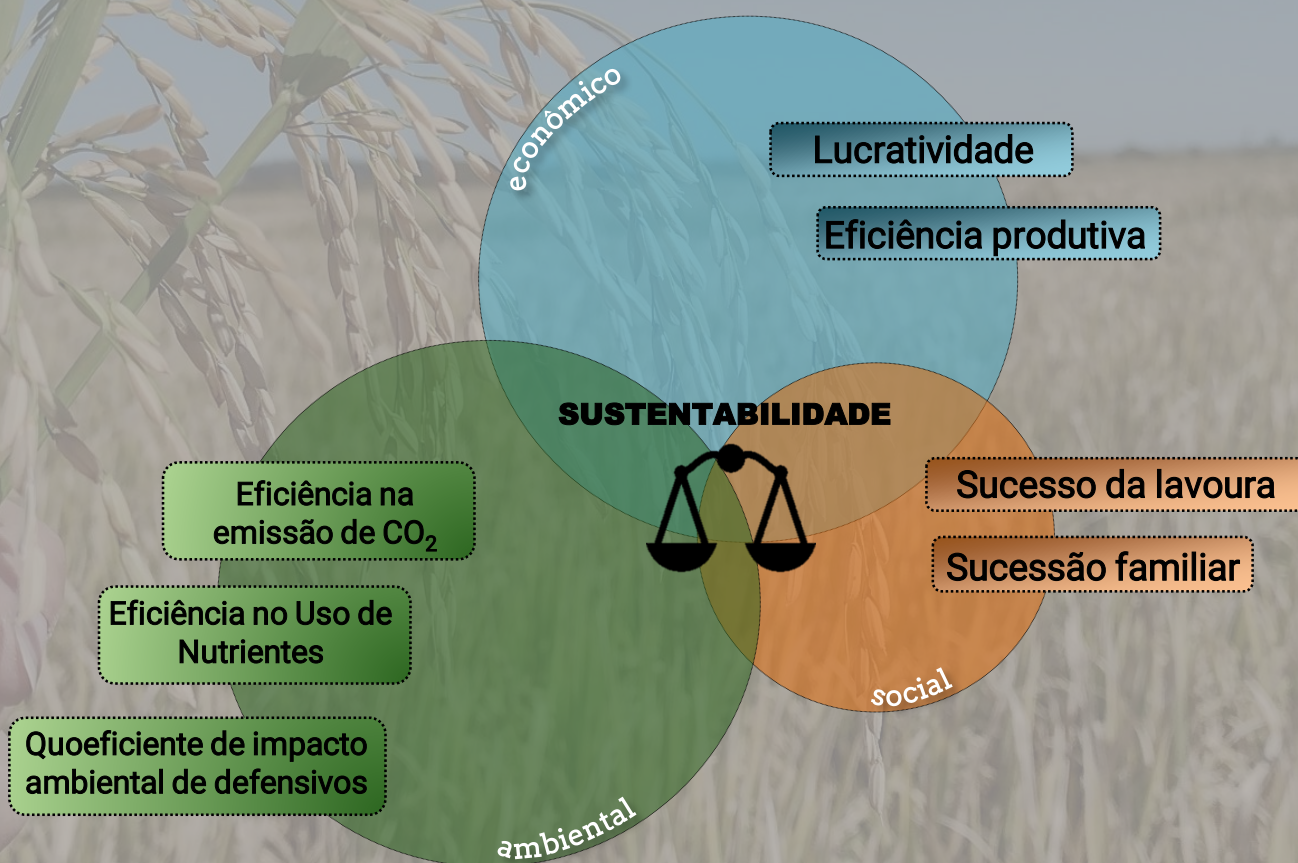 econômico
Lucratividade
Eficiência produtiva
SUSTENTABILIDADE
Eficiência na
emissão de CO₂
Eficiência no Uso de
Nutrientes
Quoeficiente de impacto
ambiental de defensivos
ambiental
Sucesso da lavoura
Sucessão familiar
social